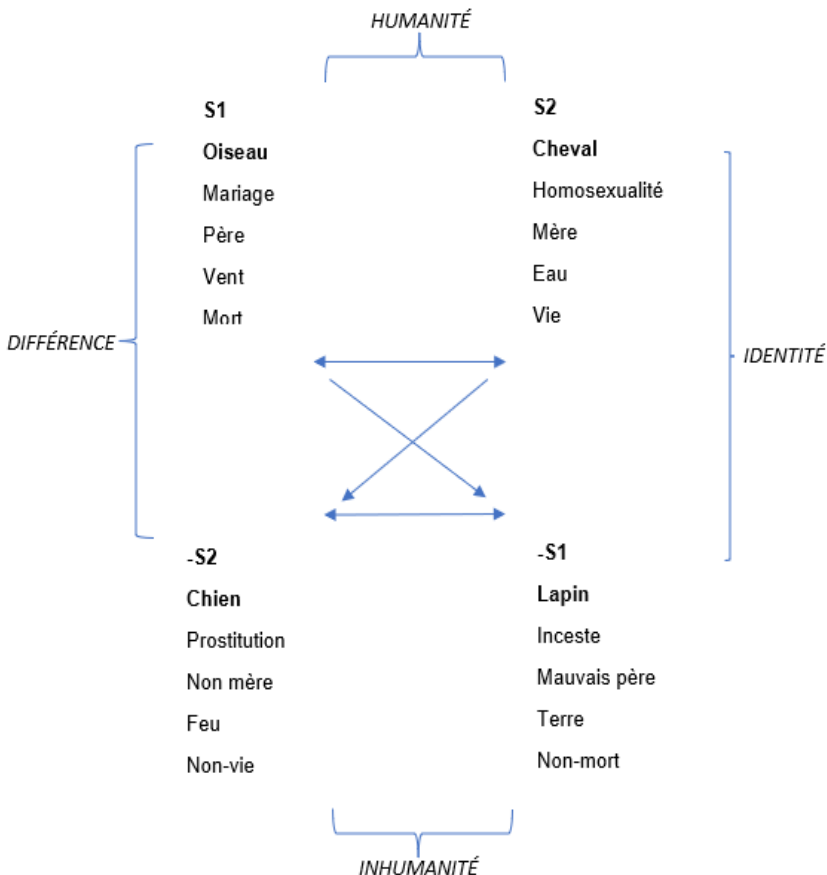 HUMANITÉ
S1
Oiseau
Mariage
Père
Vent
Mort
S2
Cheval
Homosexualité
Mère
Eau
Vie
DIFFÉRENCE
IDENTITÉ
-S2
Chien
Prostitution
Non mère
Feu
Non-vie
-S1
Lapin
Inceste
Mauvais père
Terre
Non-mort
INHUMANITÉ